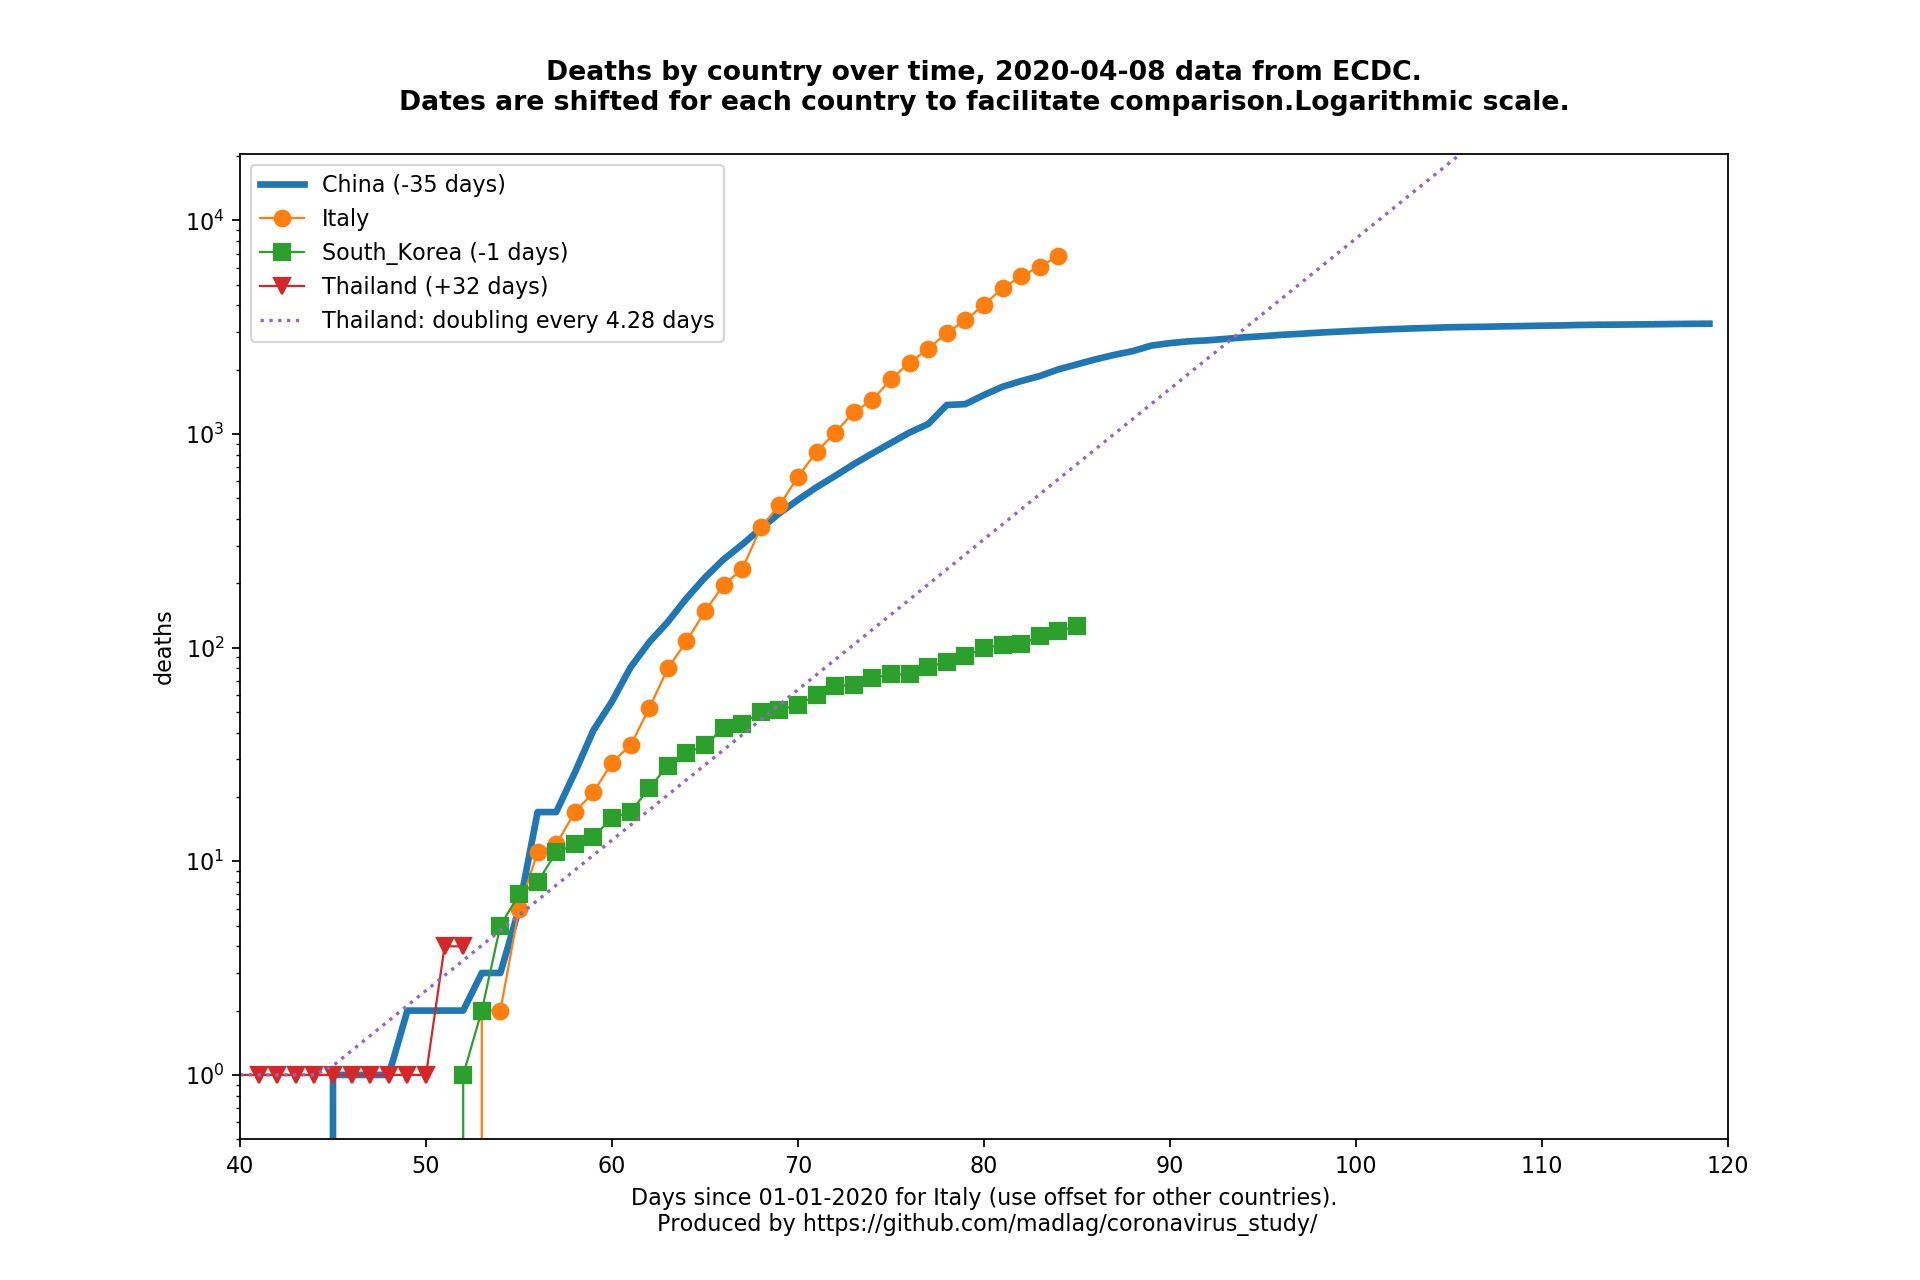 Deaths by country over time, 2020-04-08 data from ECDC.
Dates are shifted for each country to facilitate comparison.Logarithmic scale.
China (-35 days)
Italy
South_Korea (-1 days)
Thailand (+32 days)
Thailand: doubling every 4.28 days
10^4
10^3
10^2
10^1
10^0
deaths
40 50 60 70 80 90 100 110 120
Days since 01-01-2020 for Italy (use offset for other countries).
Produced by https://github.com/madlag/coronavirus_study/